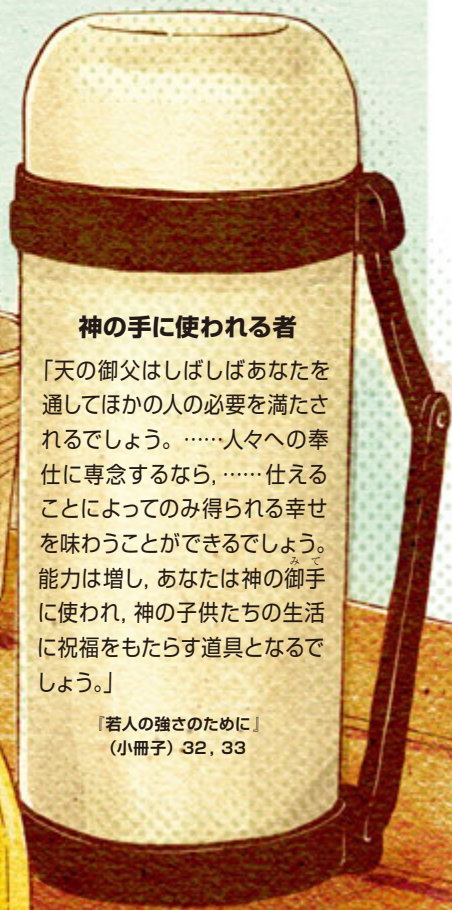 神の手に使われる者
「天の御父はしばしばあなたを
通してほかの人の必要を満たさ
れるでしょう。……人々への奉
仕に専念するなら,……仕える
ことによってのみ得られる幸せ
を味わうことができるでしょう。
能力は増し, あなたは神の御手
に使われ, 神の子供たちの生活
に祝福をもたらす道具となるで
しょう。」
『若人の強さのために』
(小冊子) 32, 33